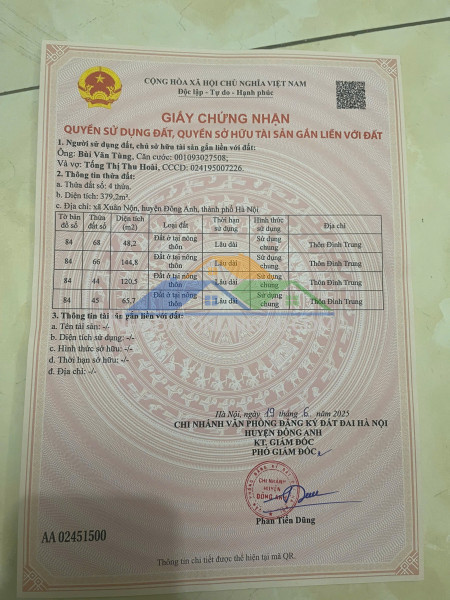 CỘNG HÒA XÃ HỘI CHỦ NGHĨA VIỆT NAM
Độc lập - Tự do - Hạnh phúc
GIẤY CHỨNG NHẬN
QUYỀN SỬ DỤNG ĐẤT, QUYỀN SỞ HỮU TÀI SẢN GẮN LIỀN VỚI ĐẤT
1. Người sử dụng đất, chủ sở hữu tài sản gắn liền với đất:
Ông: Bùi Văn Tùng, Căn cước: 001093027508;
Và vợ: Tống Thị Thu Hoài, CCCD: 024195007226.
2. Thông tin thửa đất:
a. Thửa đất số: 4 thửa.
b. Diện tích: 379,2m²
c. Địa chỉ: xã Xuân Nộn, huyện Đông Anh, thành phố Hà Nội.
Tờ bản đồ số Thửa đất số Diện tích (m2) Loại đất Thời hạn sử dụng Hình thức sử dụng Địa chỉ
84 68 48,2 Đất ở tại nông thôn Lâu dài Sử dụng chung Thôn Đình Trung
84 66 144,8 Đất ở tại nông thôn Lâu dài Sử dụng chung Thôn Đình Trung
84 44 120,5 Đất ở tại nông thôn Lâu dài Sử dụng chung Thôn Đình Trung
84 45 65,7 Đất ở tại nông thôn Lâu dài Sử dụng chung Thôn Đình Trung
3. Thông tin tài sản gắn liền với đất:
a. Tên tài sản: -/-
b. Diện tích sử dụng: -/-
c. Hình thức sở hữu: -/-
d. Thời hạn sở hữu: -/-
đ. Địa chỉ: -/-
Hà Nội, ngày 19 tháng 6 năm 2025
CHI NHÁNH VĂN PHÒNG ĐĂNG KÝ ĐẤT ĐAI HÀ NỘI
HUYỆN ĐÔNG ANH
KT. GIÁM ĐỐC
PHÓ GIÁM ĐỐC
CHI NHÁNH
HUYỆN
ĐÔNG ANH
Phan Tiến Dũng
AA 02451500
Thông tin chi tiết được thể hiện tại mã QR.